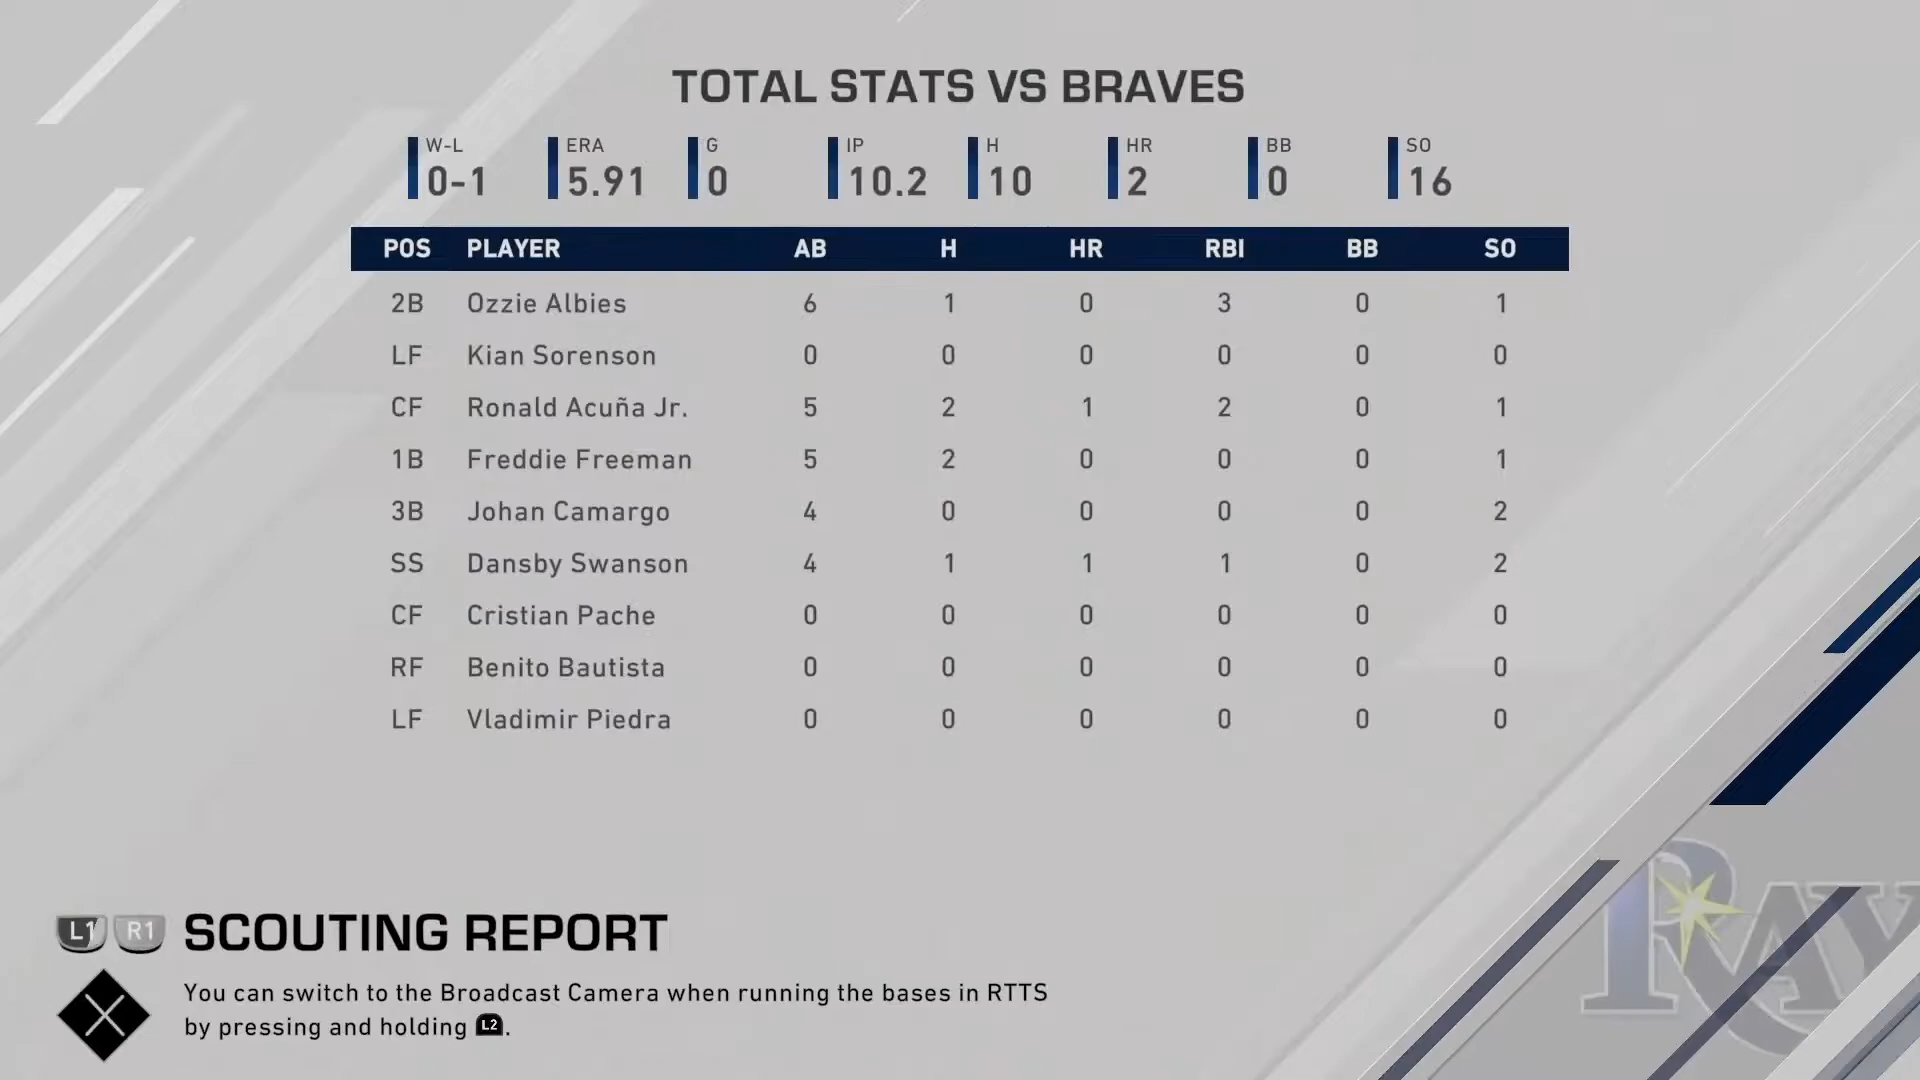 TOTAL STATS VS BRAVES
W-L ERA G IP H HR BB SO
0-1 5.91 0 10.2 10 2 0 16
POS PLAYER AB H HR RBI BB SO
2B Ozzie Albies 6 1 0 3 0 1
LF Kian Sorenson 0 0 0 0 0 0
CF Ronald Acuña Jr. 5 2 1 2 0 1
1B Freddie Freeman 5 2 0 0 0 1
3B Johan Camargo 4 0 0 0 0 2
SS Dansby Swanson 4 1 1 1 0 2
CF Cristian Pache 0 0 0 0 0 0
RF Benito Bautista 0 0 0 0 0 0
LF Vladimir Piedra 0 0 0 0 0 0
L1 R1 SCOUTING REPORT
You can switch to the Broadcast Camera when running the bases in RTTS
by pressing and holding L2.
RAY